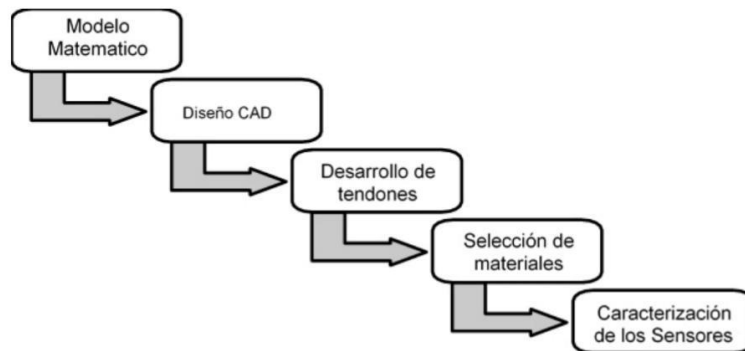 Modelo
Matematico
Diseño CAD
Desarrollo de
tendones
Selección de
materiales
Caracterización
de los Sensores